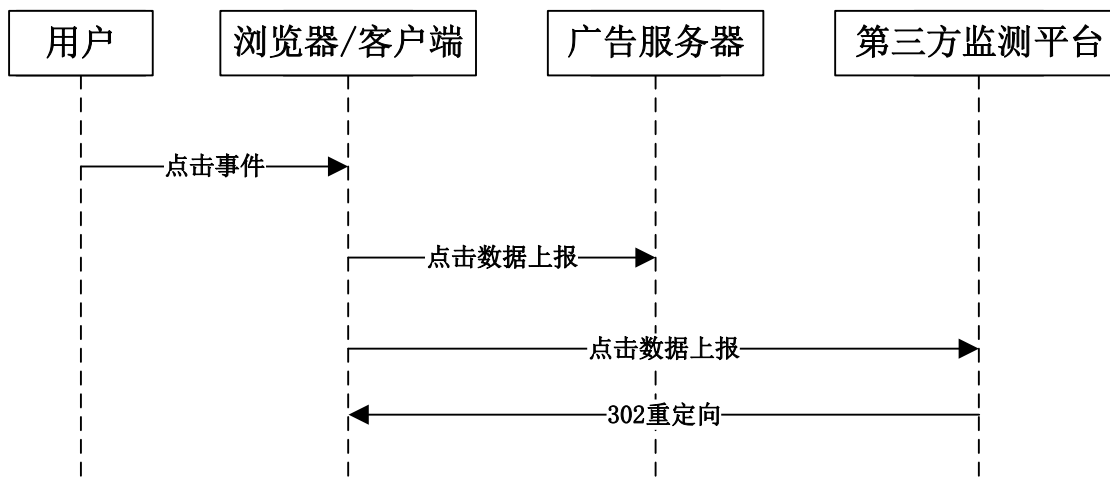 用户
浏览器/客户端
广告服务器
第三方监测平台
点击事件
点击数据上报
点击数据上报
302重定向